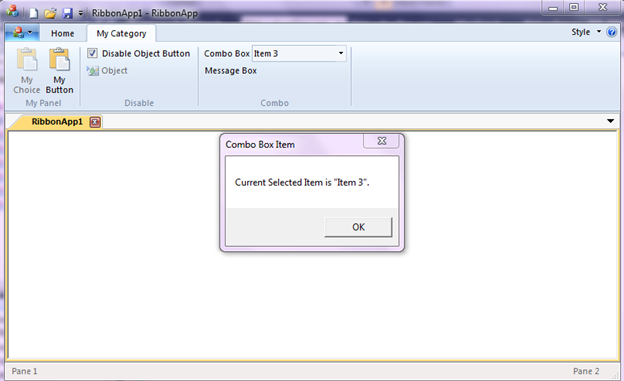 RibbonApp1 - RibbonApp
Home My Category Style
Disable Object Button Combo Box Item 3
My Choice My Button Object Message Box
My Panel Disable Combo
RibbonApp1
Combo Box Item
Current Selected Item is "Item 3".
OK
Pane 1 Pane 2